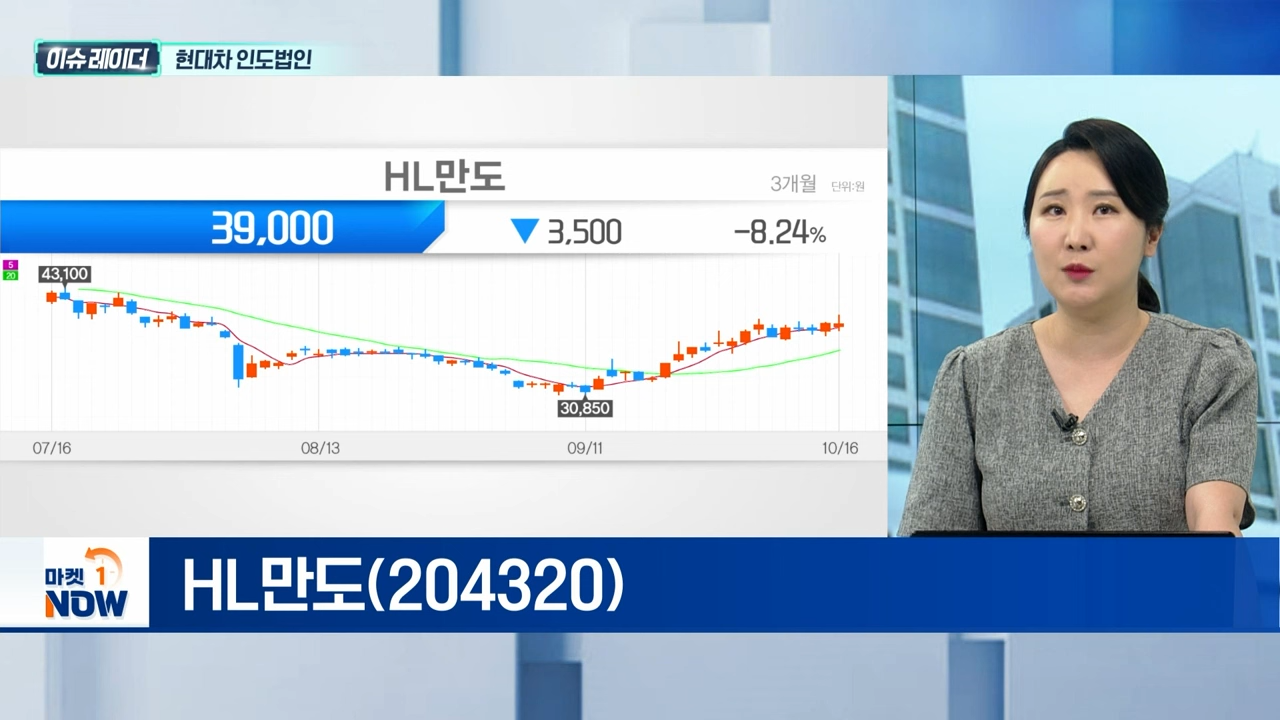 이슈 레이더 현대차 인도법인
HL만도
3개월 단위:원
39,000 ▼ 3,500 -8.24%
5
20
43,100
30,850
07/16 08/13 09/11 10/16
마켓 1
NOW
HL만도(204320)